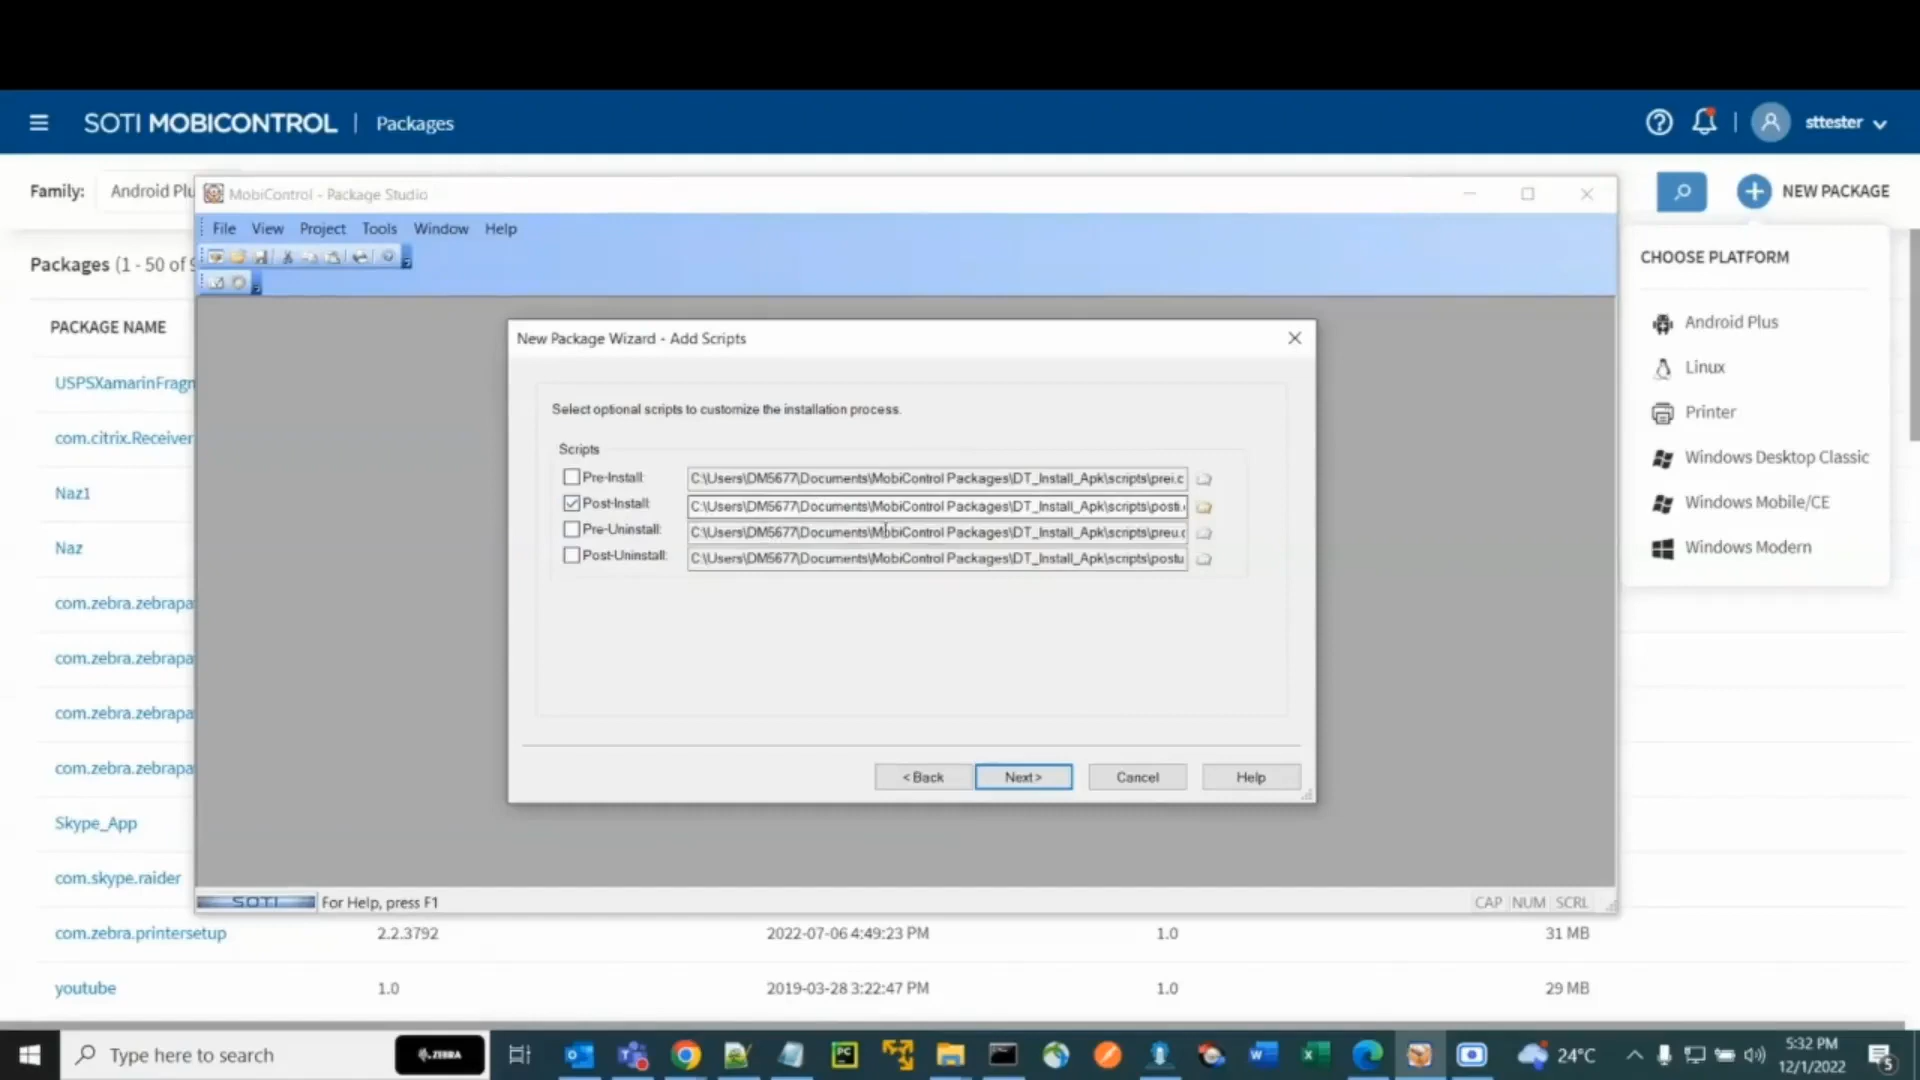 SOTI MOBICONTROL | Packages
sttester
Family: Android Plu
NEW PACKAGE
MobiControl - Package Studio
File View Project Tools Window Help
CHOOSE PLATFORM
Android Plus
Linux
Printer
Windows Desktop Classic
Windows Mobile/CE
Windows Modern
Packages (1 - 50 of
PACKAGE NAME
USPSXamarinFragn
com.citrix.Receiver
Naz1
Naz
com.zebra.zebrapa
com.zebra.zebrapa
com.zebra.zebrapa
com.zebra.zebrapa
Skype_App
com.skype.raider
com.zebra.printersetup 2.2.3792 2022-07-06 4:49:23 PM 1.0 31 MB
youtube 1.0 2019-03-28 3:22:47 PM 1.0 29 MB
New Package Wizard - Add Scripts
Select optional scripts to customize the installation process.
Scripts
Pre-Install: C:\Users\DM5677\Documents\MobiControl Packages\DT_Install_Apk\scripts\prei.c
Post-Install: C:\Users\DM5677\Documents\MobiControl Packages\DT_Install_Apk\scripts\posti.
Pre-Uninstall: C:\Users\DM5677\Documents\MobiControl Packages\DT_Install_Apk\scripts\preu.c
Post-Uninstall: C:\Users\DM5677\Documents\MobiControl Packages\DT_Install_Apk\scripts\postu
< Back Next > Cancel Help
SOTI For Help, press F1 CAP NUM SCRL
Type here to search
ZEBRA
PC
24°C
5:32 PM
12/1/2022
5